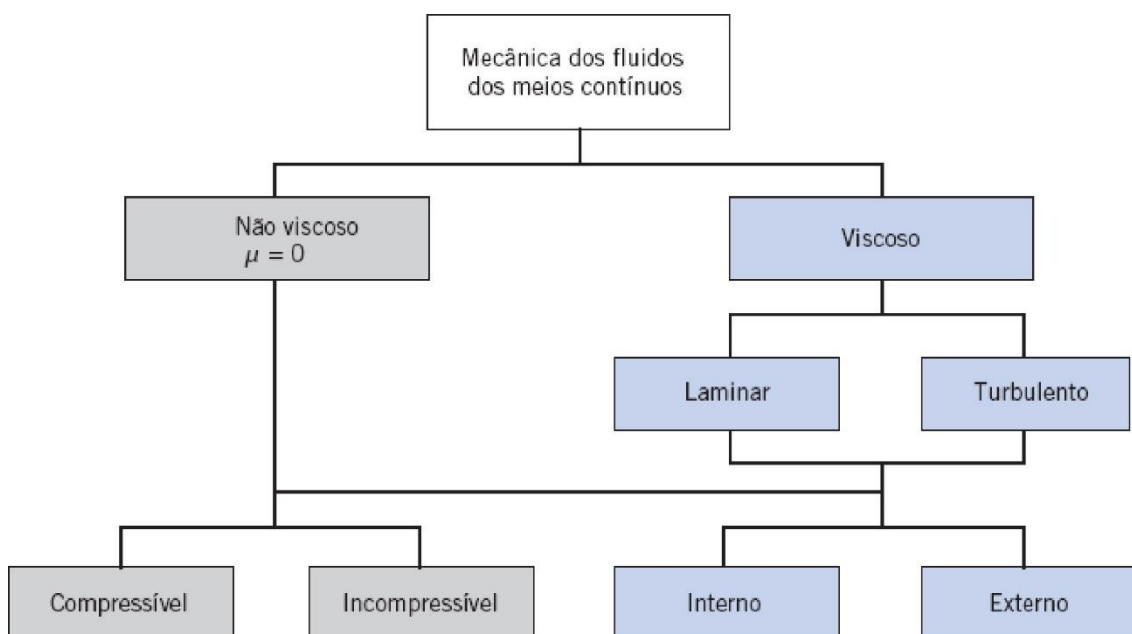 Mecânica dos fluidos
dos meios contínuos
Não viscoso
μ = 0
Viscoso
Laminar
Turbulento
Compressível
Incompressível
Interno
Externo